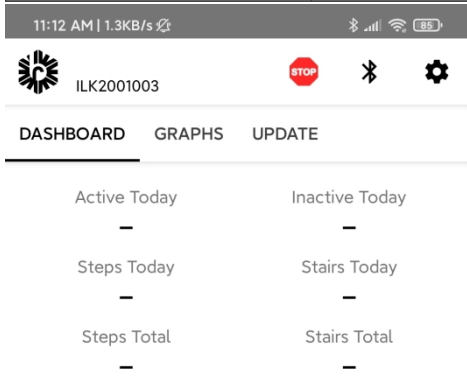 11:12 AM | 1.3KB/s 85
ILK2001003 STOP
DASHBOARD GRAPHS UPDATE
Active Today Inactive Today
– –
Steps Today Stairs Today
– –
Steps Total Stairs Total
– –